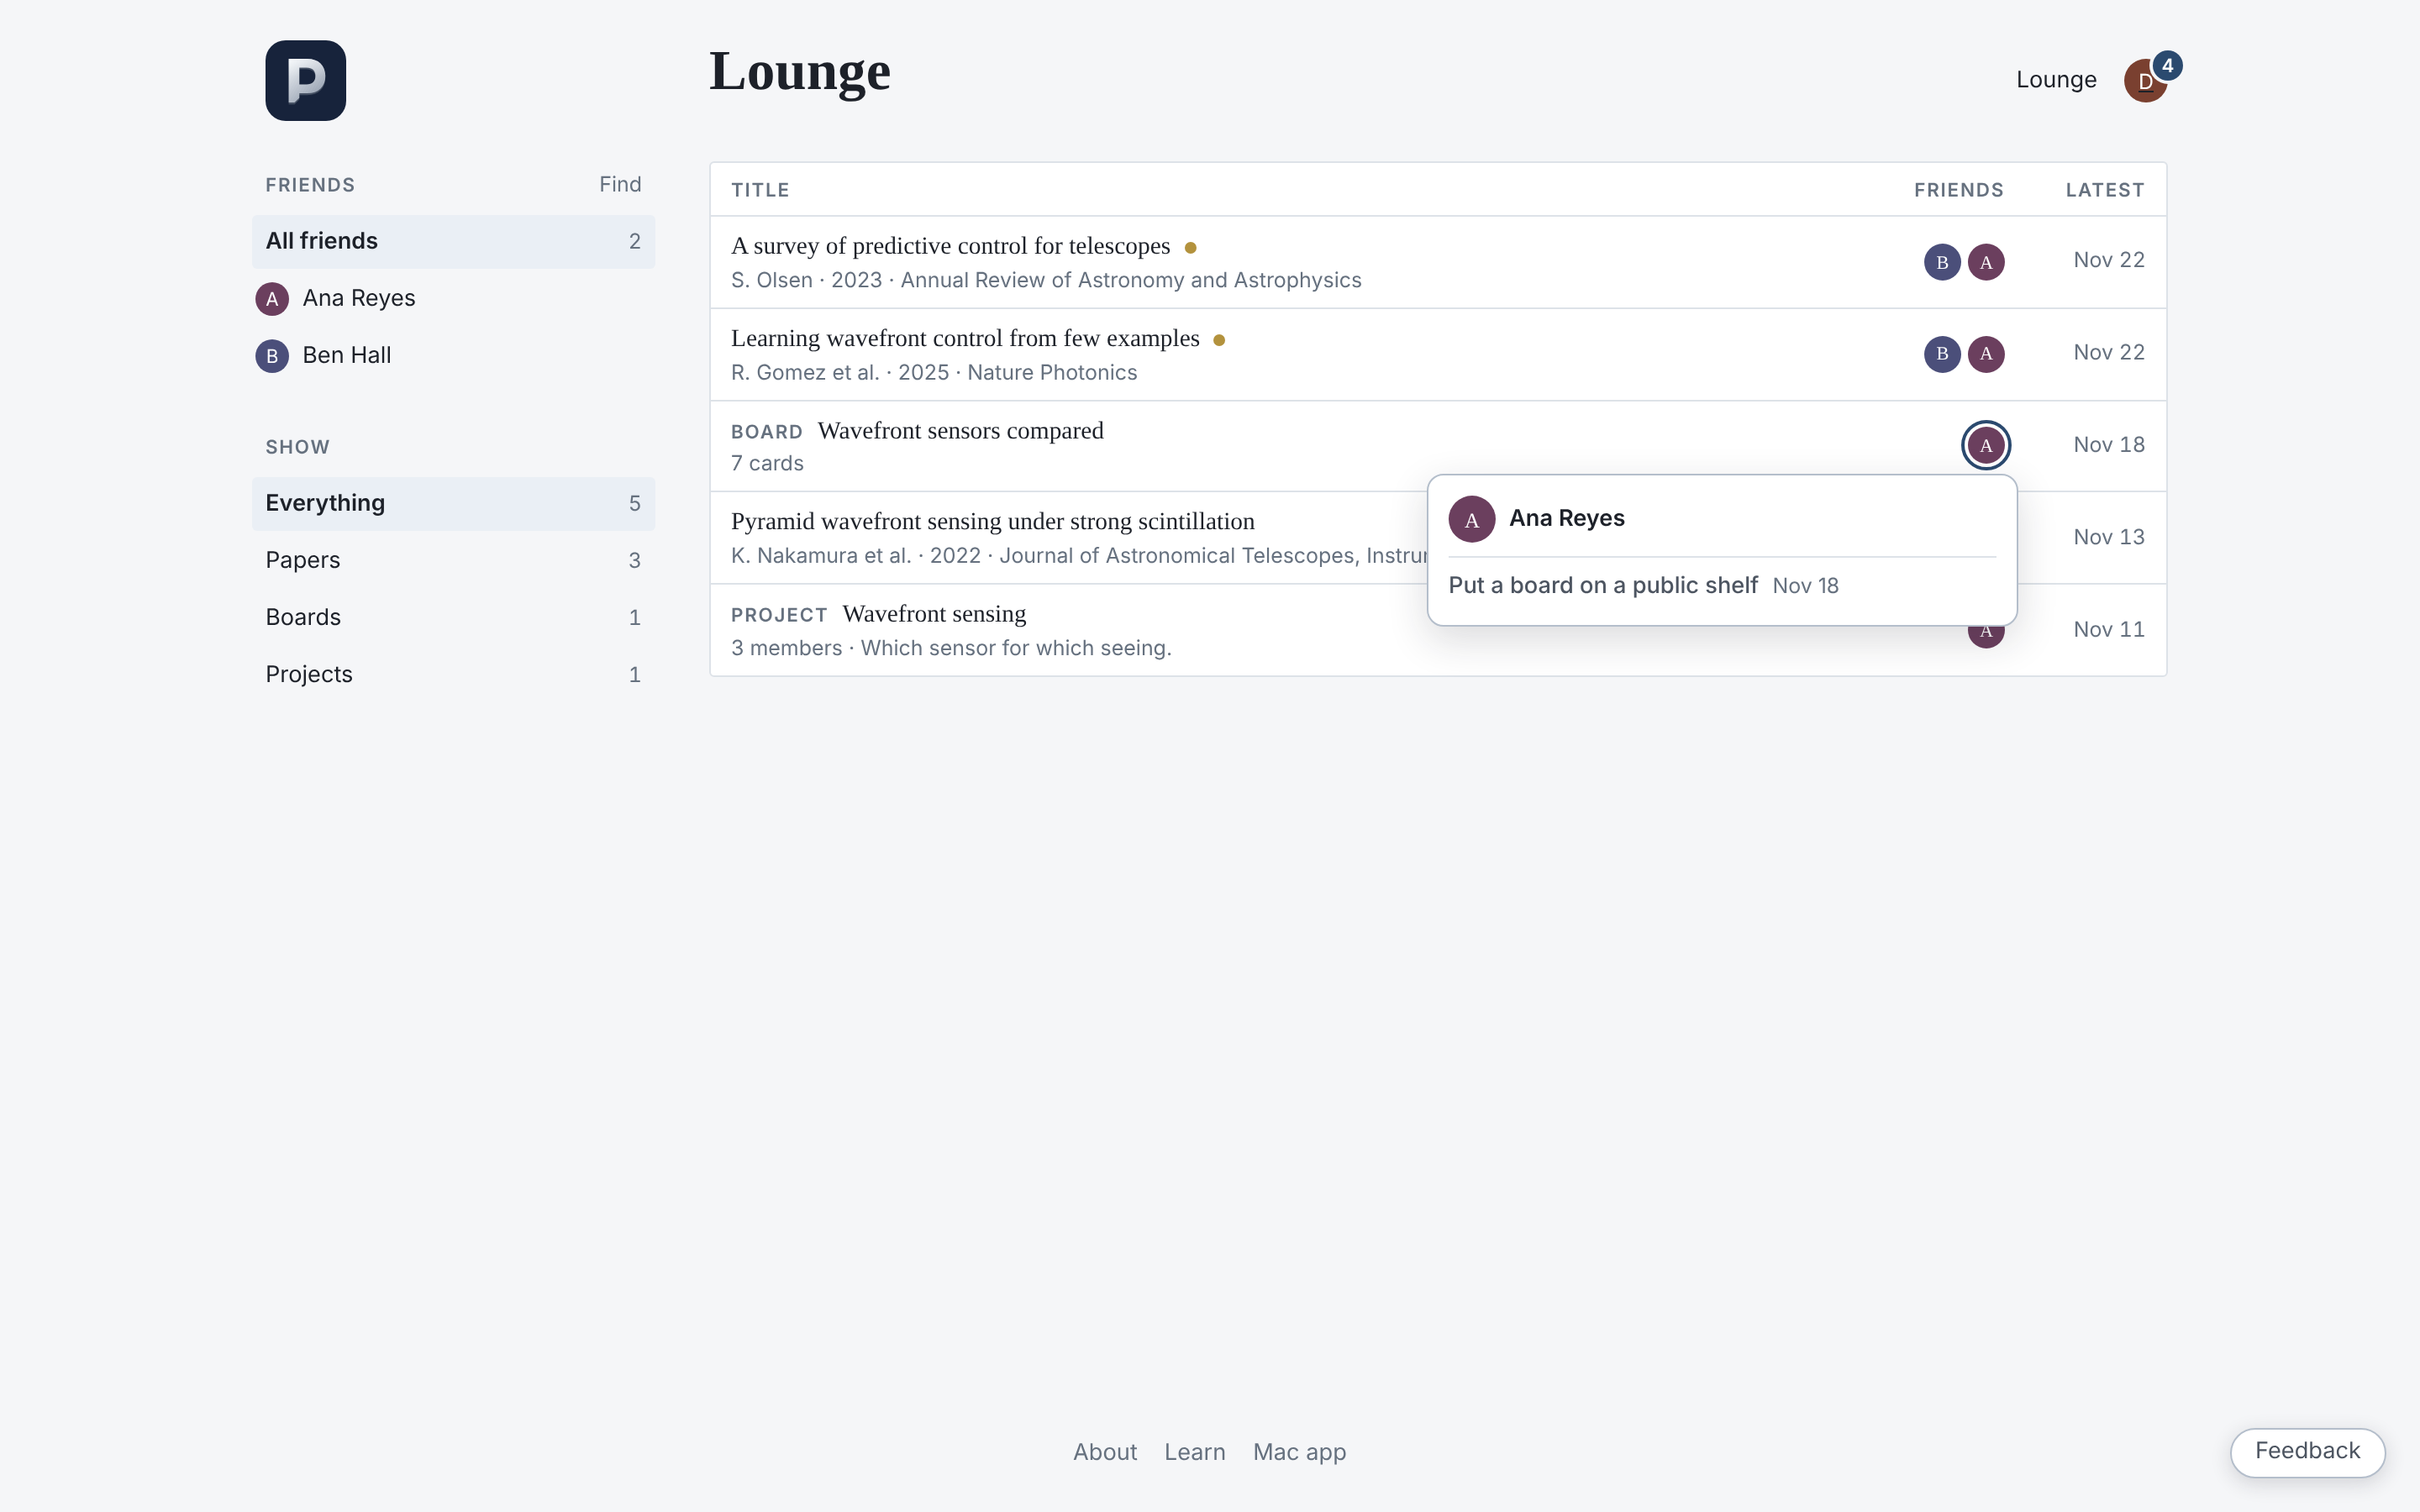 P
Lounge
Lounge
D
4
FRIENDS Find
All friends 2
A Ana Reyes
B Ben Hall
SHOW
Everything 5
Papers 3
Boards 1
Projects 1
TITLE FRIENDS LATEST
A survey of predictive control for telescopes
S. Olsen · 2023 · Annual Review of Astronomy and Astrophysics
B A Nov 22
Learning wavefront control from few examples
R. Gomez et al. · 2025 · Nature Photonics
B A Nov 22
BOARD Wavefront sensors compared
7 cards
A Nov 18
Pyramid wavefront sensing under strong scintillation
K. Nakamura et al. · 2022 · Journal of Astronomical Telescopes,
Nov 13
A Ana Reyes
Put a board on a public shelf Nov 18
PROJECT Wavefront sensing
3 members · Which sensor for which seeing.
A Nov 11
About Learn Mac app
Feedback